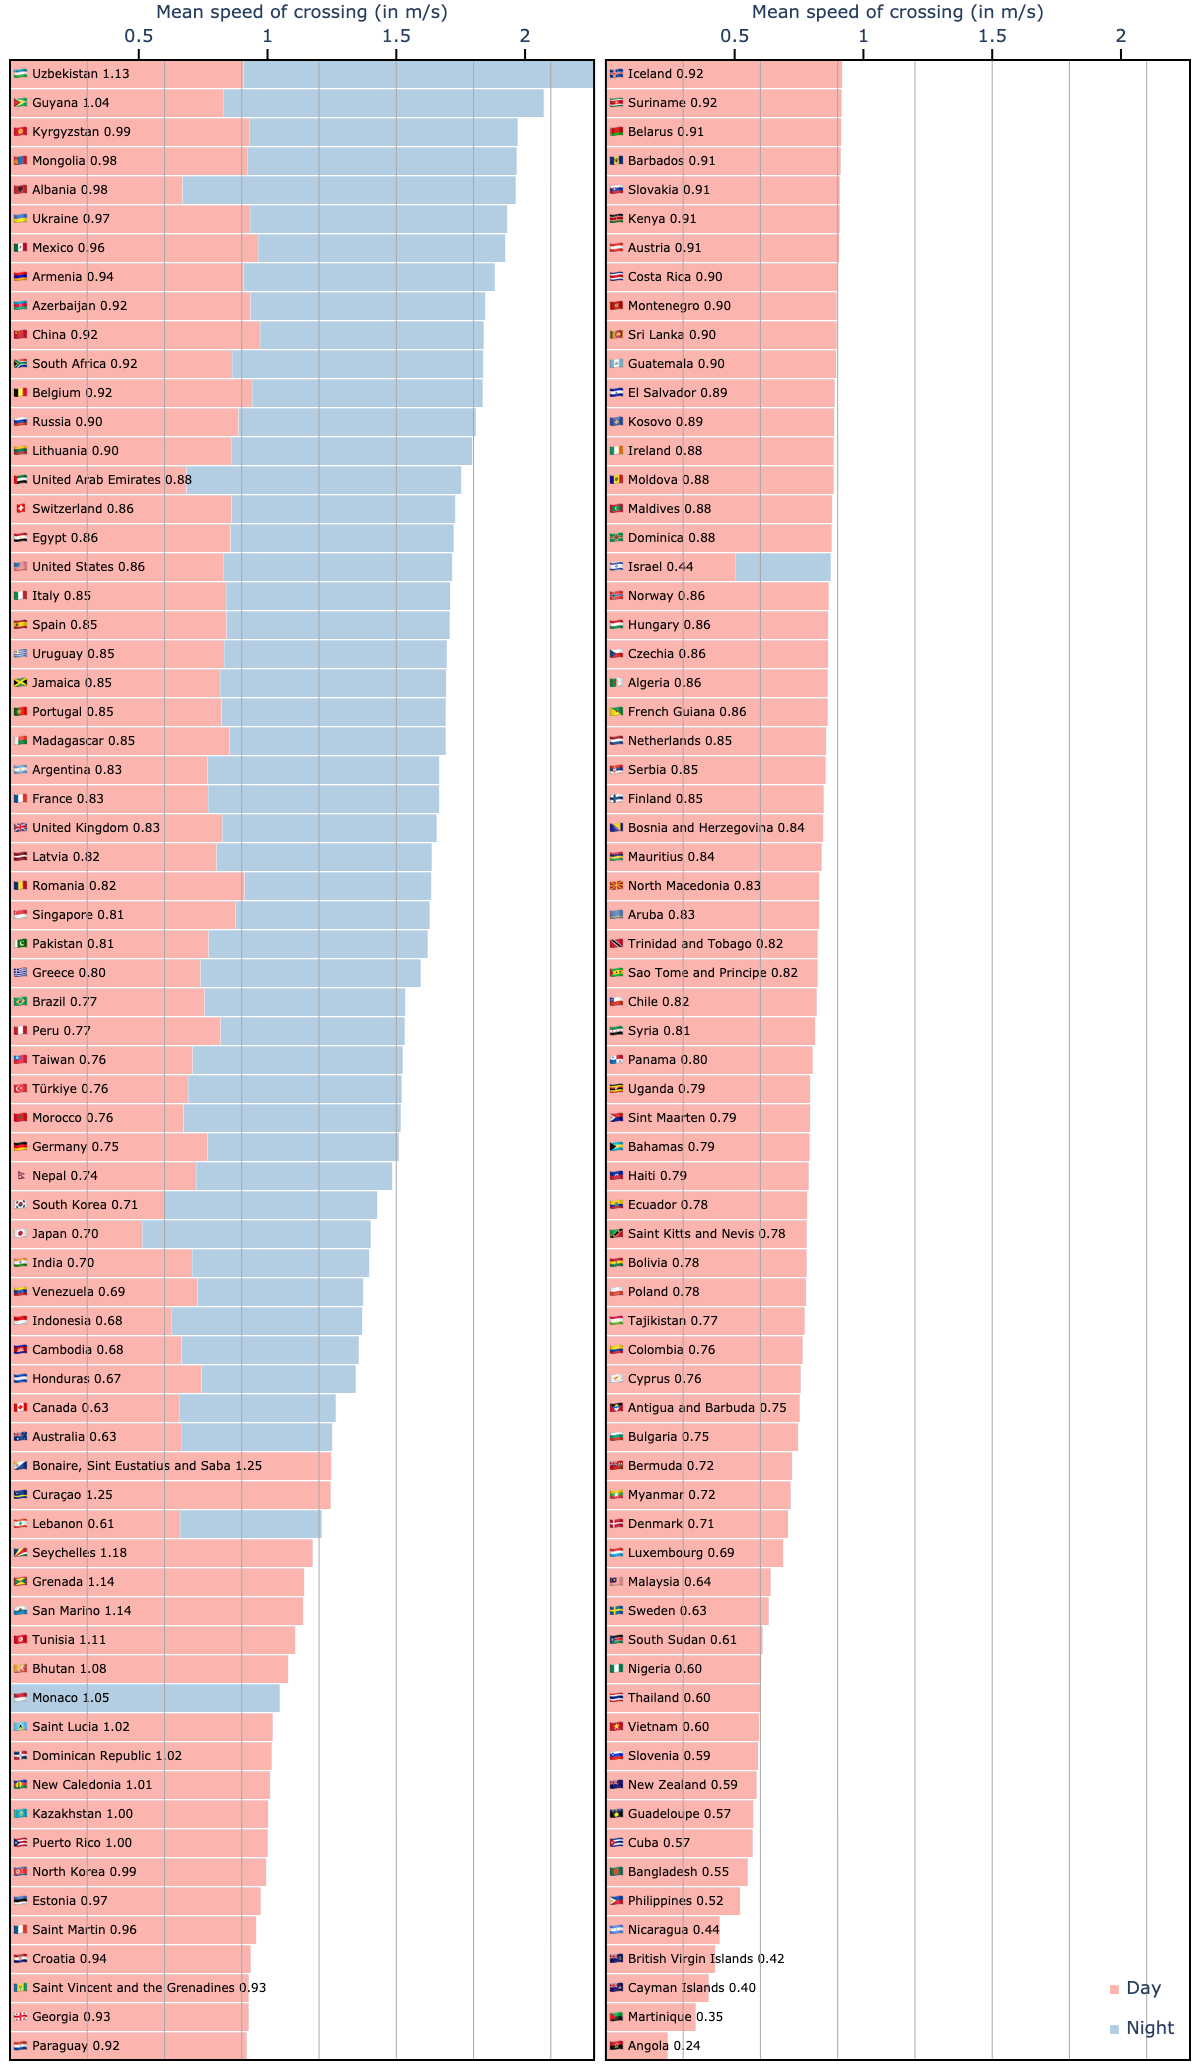 Mean speed of crossing (in m/s)
0.5 1 1.5 2
Uzbekistan 1.13
Guyana 1.04
Kyrgyzstan 0.99
Mongolia 0.98
Albania 0.98
Ukraine 0.97
Mexico 0.96
Armenia 0.94
Azerbaijan 0.92
China 0.92
South Africa 0.92
Belgium 0.92
Russia 0.90
Lithuania 0.90
United Arab Emirates 0.88
Switzerland 0.86
Egypt 0.86
United States 0.86
Italy 0.85
Spain 0.85
Uruguay 0.85
Jamaica 0.85
Portugal 0.85
Madagascar 0.85
Argentina 0.83
France 0.83
United Kingdom 0.83
Latvia 0.82
Romania 0.82
Singapore 0.81
Pakistan 0.81
Greece 0.80
Brazil 0.77
Peru 0.77
Taiwan 0.76
Türkiye 0.76
Morocco 0.76
Germany 0.75
Nepal 0.74
South Korea 0.71
Japan 0.70
India 0.70
Venezuela 0.69
Indonesia 0.68
Cambodia 0.68
Honduras 0.67
Canada 0.63
Australia 0.63
Bonaire, Sint Eustatius and Saba 1.25
Curaçao 1.25
Lebanon 0.61
Seychelles 1.18
Grenada 1.14
San Marino 1.14
Tunisia 1.11
Bhutan 1.08
Monaco 1.05
Saint Lucia 1.02
Dominican Republic 1.02
New Caledonia 1.01
Kazakhstan 1.00
Puerto Rico 1.00
North Korea 0.99
Estonia 0.97
Saint Martin 0.96
Croatia 0.94
Saint Vincent and the Grenadines 0.93
Georgia 0.93
Paraguay 0.92
Mean speed of crossing (in m/s)
0.5 1 1.5 2
Iceland 0.92
Suriname 0.92
Belarus 0.91
Barbados 0.91
Slovakia 0.91
Kenya 0.91
Austria 0.91
Costa Rica 0.90
Montenegro 0.90
Sri Lanka 0.90
Guatemala 0.90
El Salvador 0.89
Kosovo 0.89
Ireland 0.88
Moldova 0.88
Maldives 0.88
Dominica 0.88
Israel 0.44
Norway 0.86
Hungary 0.86
Czechia 0.86
Algeria 0.86
French Guiana 0.86
Netherlands 0.85
Serbia 0.85
Finland 0.85
Bosnia and Herzegovina 0.84
Mauritius 0.84
North Macedonia 0.83
Aruba 0.83
Trinidad and Tobago 0.82
Sao Tome and Principe 0.82
Chile 0.82
Syria 0.81
Panama 0.80
Uganda 0.79
Sint Maarten 0.79
Bahamas 0.79
Haiti 0.79
Ecuador 0.78
Saint Kitts and Nevis 0.78
Bolivia 0.78
Poland 0.78
Tajikistan 0.77
Colombia 0.76
Cyprus 0.76
Antigua and Barbuda 0.75
Bulgaria 0.75
Bermuda 0.72
Myanmar 0.72
Denmark 0.71
Luxembourg 0.69
Malaysia 0.64
Sweden 0.63
South Sudan 0.61
Nigeria 0.60
Thailand 0.60
Vietnam 0.60
Slovenia 0.59
New Zealand 0.59
Guadeloupe 0.57
Cuba 0.57
Bangladesh 0.55
Philippines 0.52
Nicaragua 0.44
British Virgin Islands 0.42
Cayman Islands 0.40
Martinique 0.35
Angola 0.24
Day
Night